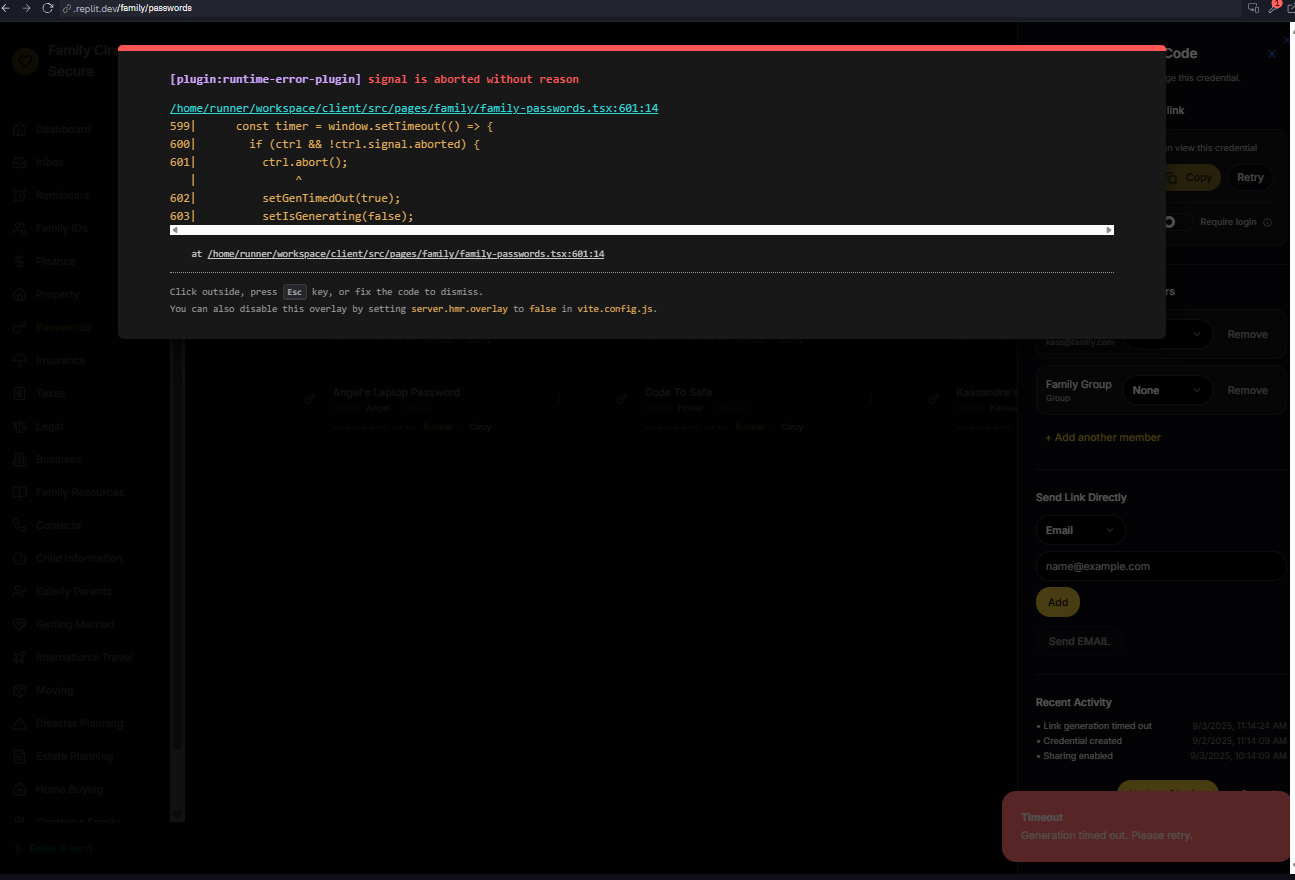 .replit.dev/family/passwords
1
Family Circle
Secure
[plugin:runtime-error-plugin] signal is aborted without reason
/home/runner/workspace/client/src/pages/family/family-passwords.tsx:601:14
599|      const timer = window.setTimeout(() => {
600|        if (ctrl && !ctrl.signal.aborted) {
601|          ctrl.abort();
   |               ^
602|          setGenTimedOut(true);
603|          setIsGenerating(false);
at /home/runner/workspace/client/src/pages/family/family-passwords.tsx:601:14
Click outside, press Esc key, or fix the code to dismiss.
You can also disable this overlay by setting server.hmr.overlay to false in vite.config.js.
Dashboard
Inbox
Reminders
Family IDs
Finance
Property
Passwords
Insurance
Taxes
Legal
Business
Family Resources
Contacts
Child Information
Elderly Parents
Getting Married
International Travel
Moving
Disaster Planning
Estate Planning
Home Buying
Refer & earn
Angel's Laptop Password
Angel
Reveal Copy
Code To Safe
Home
Reveal Copy
Kassandra's
Code
this credential.
link
view this credential
Copy
Retry
Require login
kass@family.com
Remove
Family Group
Group
None
Remove
+ Add another member
Send Link Directly
Email
name@example.com
Add
Send EMAIL
Recent Activity
• Link generation timed out 9/3/2025, 11:14:24 AM
• Credential created 9/2/2025, 11:14:09 AM
• Sharing enabled 9/3/2025, 10:14:09 AM
Timeout
Generation timed out. Please retry.